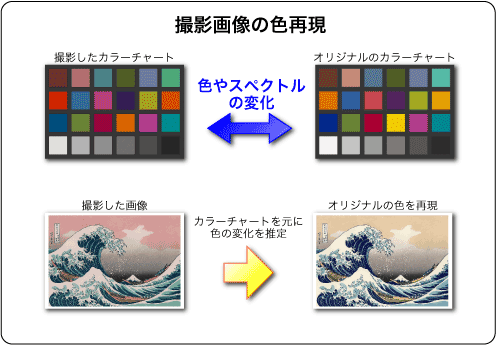 撮影画像の色再現
撮影したカラーチャート
オリジナルのカラーチャート
色やスペクトル
の変化
撮影した画像
オリジナルの色を再現
カラーチャートを元に
色の変化を推定